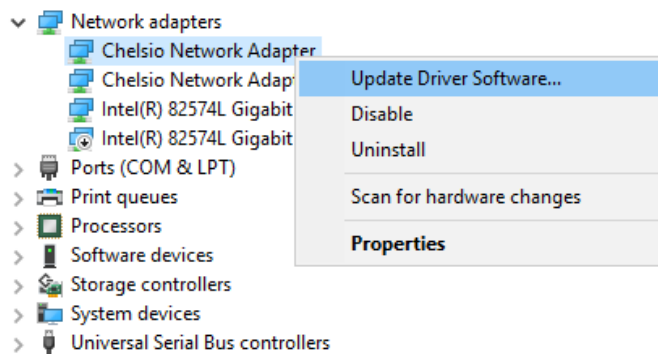 Network adapters
Chelsio Network Adapter
Chelsio Network Adap
Intel(R) 82574L Gigabit
Intel(R) 82574L Gigabit
Ports (COM & LPT)
Print queues
Processors
Software devices
Storage controllers
System devices
Universal Serial Bus controllers
Update Driver Software...
Disable
Uninstall
Scan for hardware changes
Properties